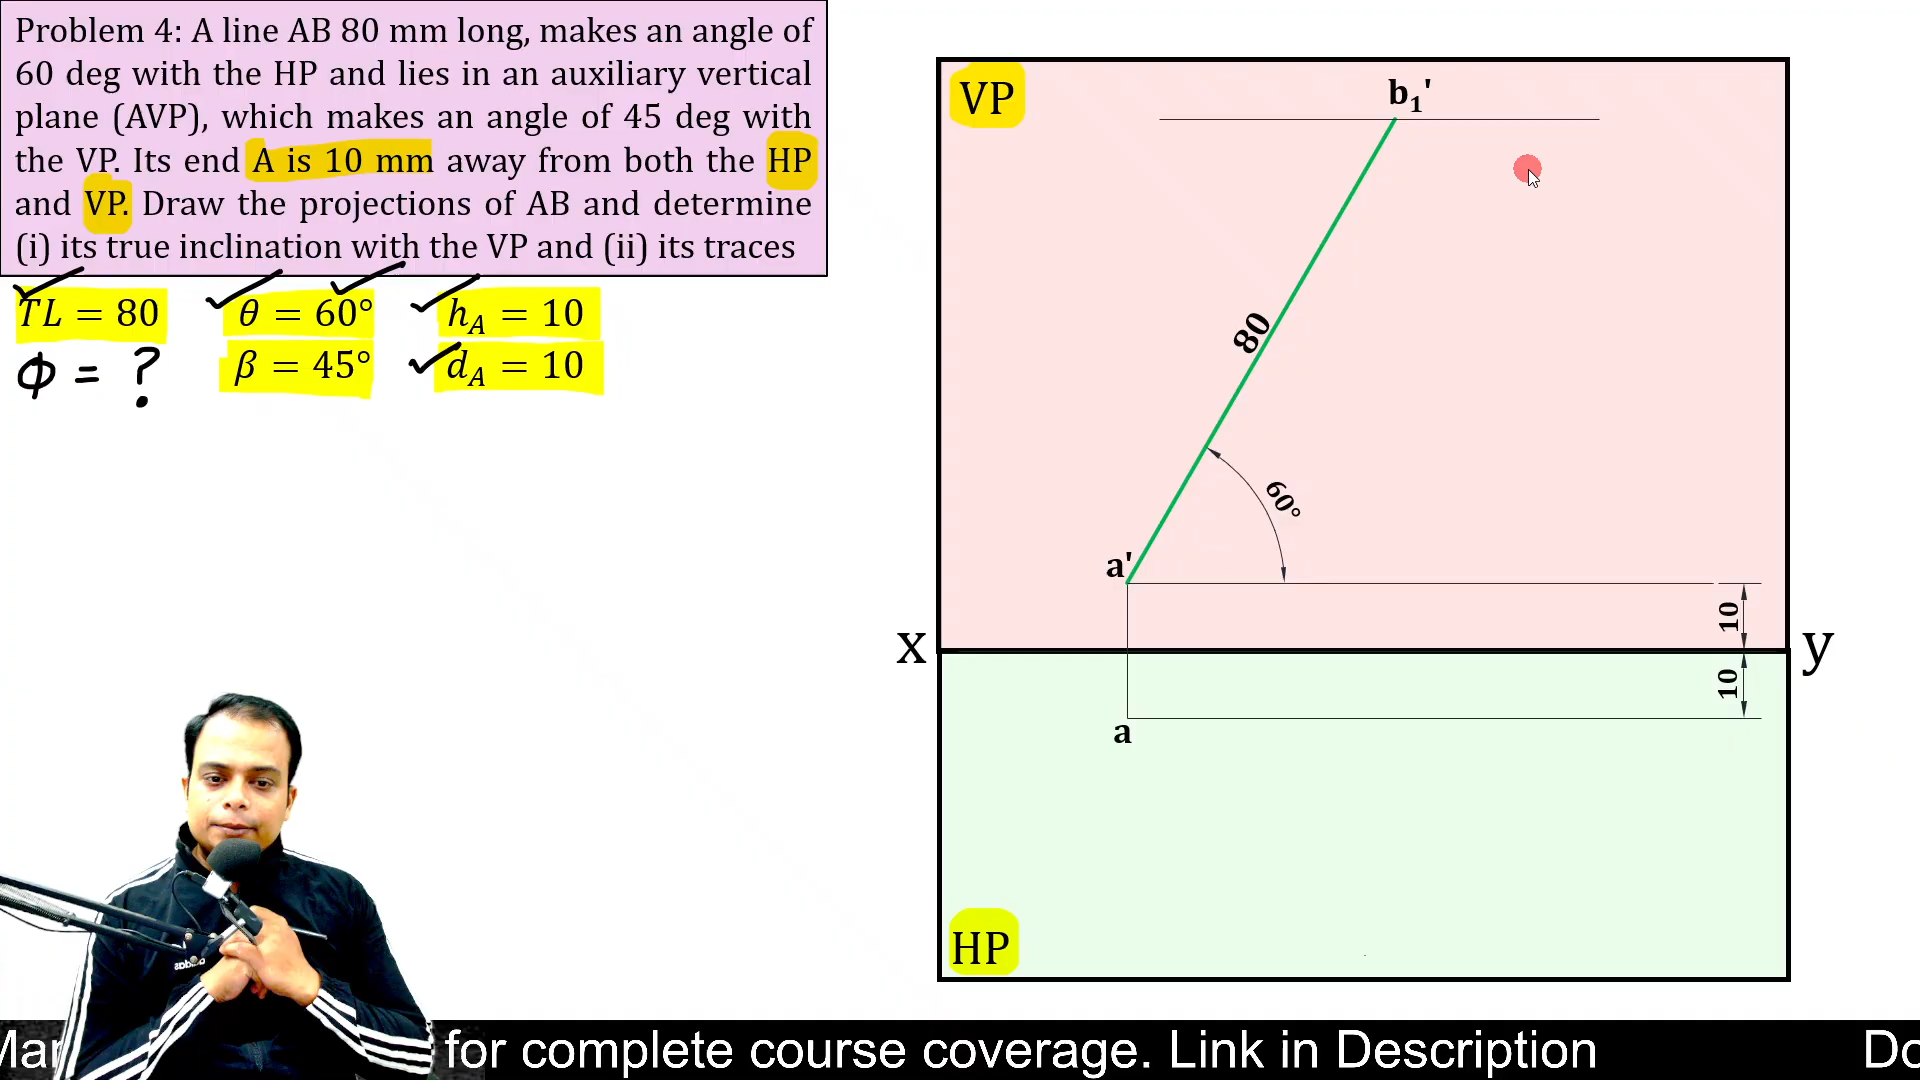 Problem 4: A line AB 80 mm long, makes an angle of
60 deg with the HP and lies in an auxiliary vertical
plane (AVP), which makes an angle of 45 deg with
the VP. Its end A is 10 mm away from both the HP
and VP. Draw the projections of AB and determine
(i) its true inclination with the VP and (ii) its traces
TL = 80 θ = 60° h_A = 10
Φ = ? β = 45° d_A = 10
VP
b₁'
80
60°
a'
10
x y
10
a
HP
adidas
Mar for complete course coverage. Link in Description Do